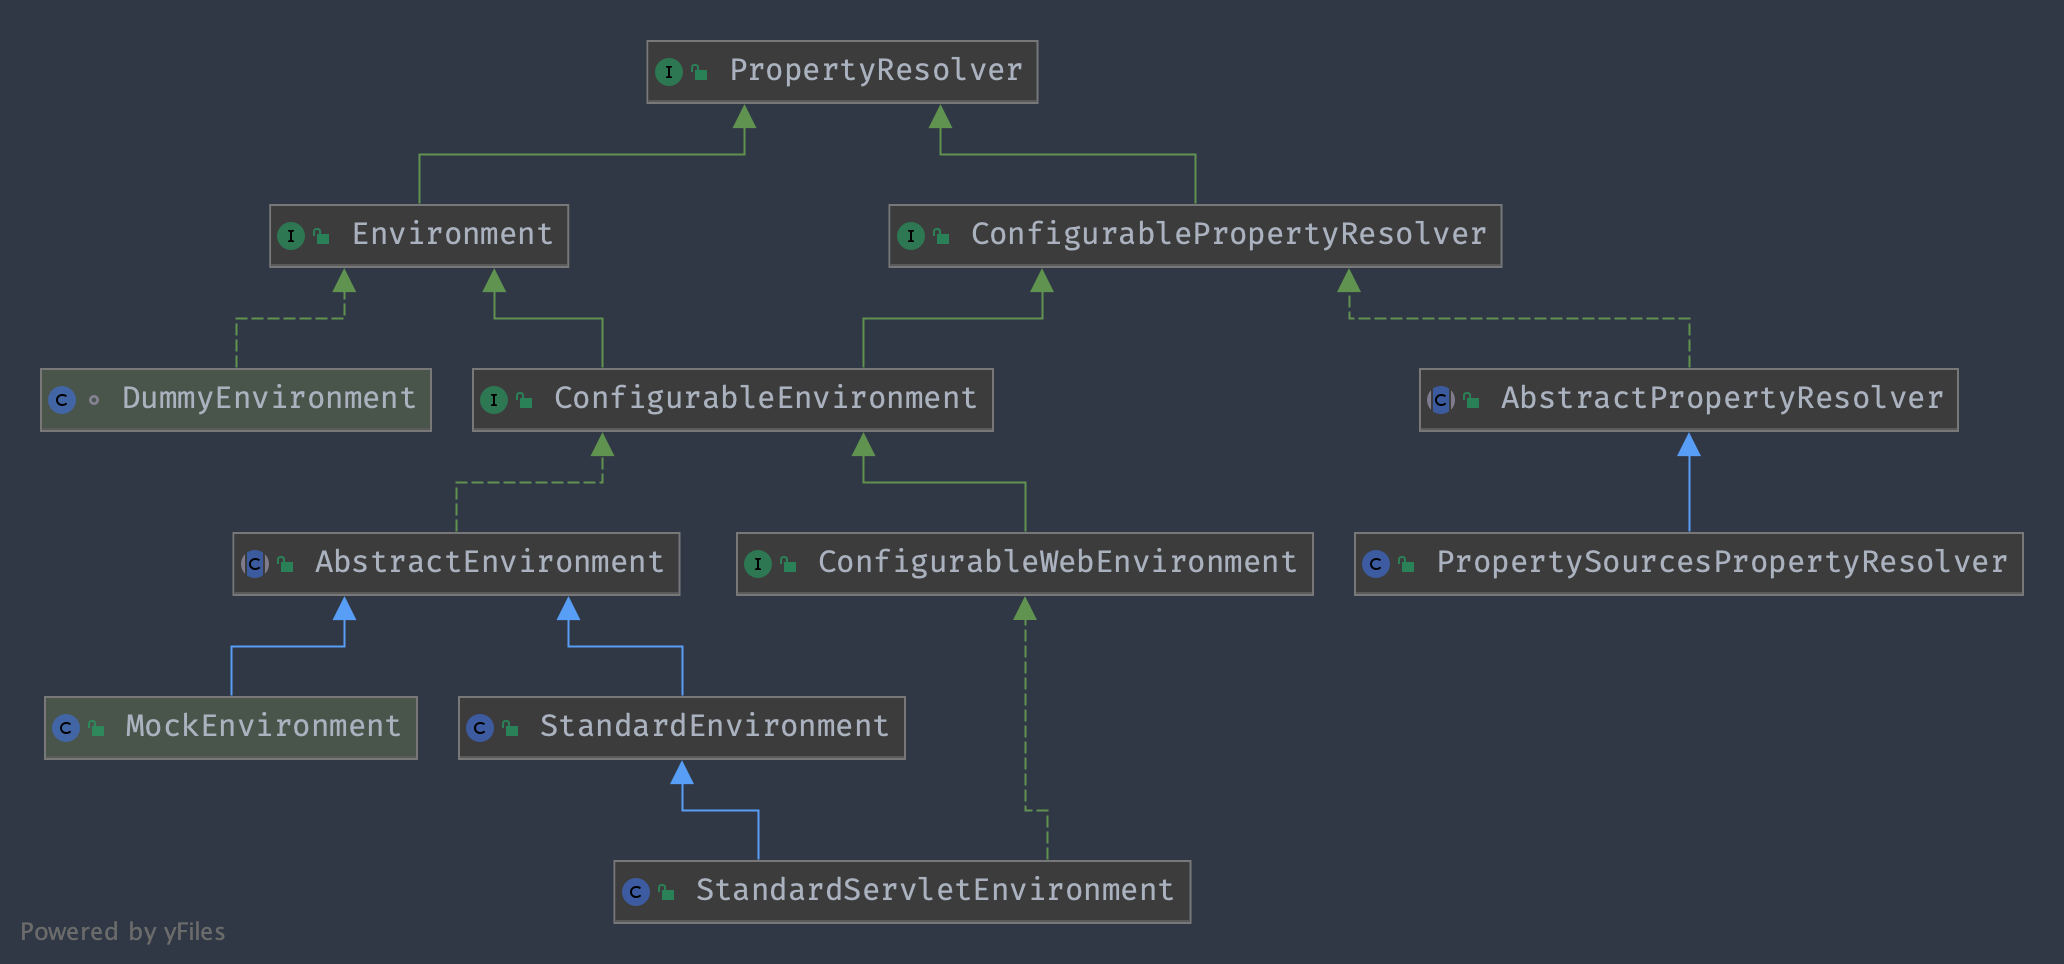 PropertyResolver
Environment
ConfigurablePropertyResolver
DummyEnvironment
ConfigurableEnvironment
AbstractPropertyResolver
AbstractEnvironment
ConfigurableWebEnvironment
PropertySourcesPropertyResolver
MockEnvironment
StandardEnvironment
StandardServletEnvironment
Powered by yFiles